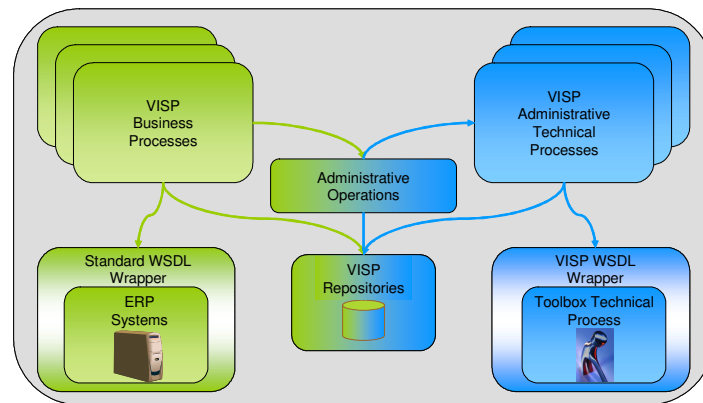 VISP
Business
Processes
VISP
Administrative
Technical
Processes
Administrative
Operations
Standard WSDL
Wrapper
ERP
Systems
VISP
Repositories
VISP WSDL
Wrapper
Toolbox Technical
Process